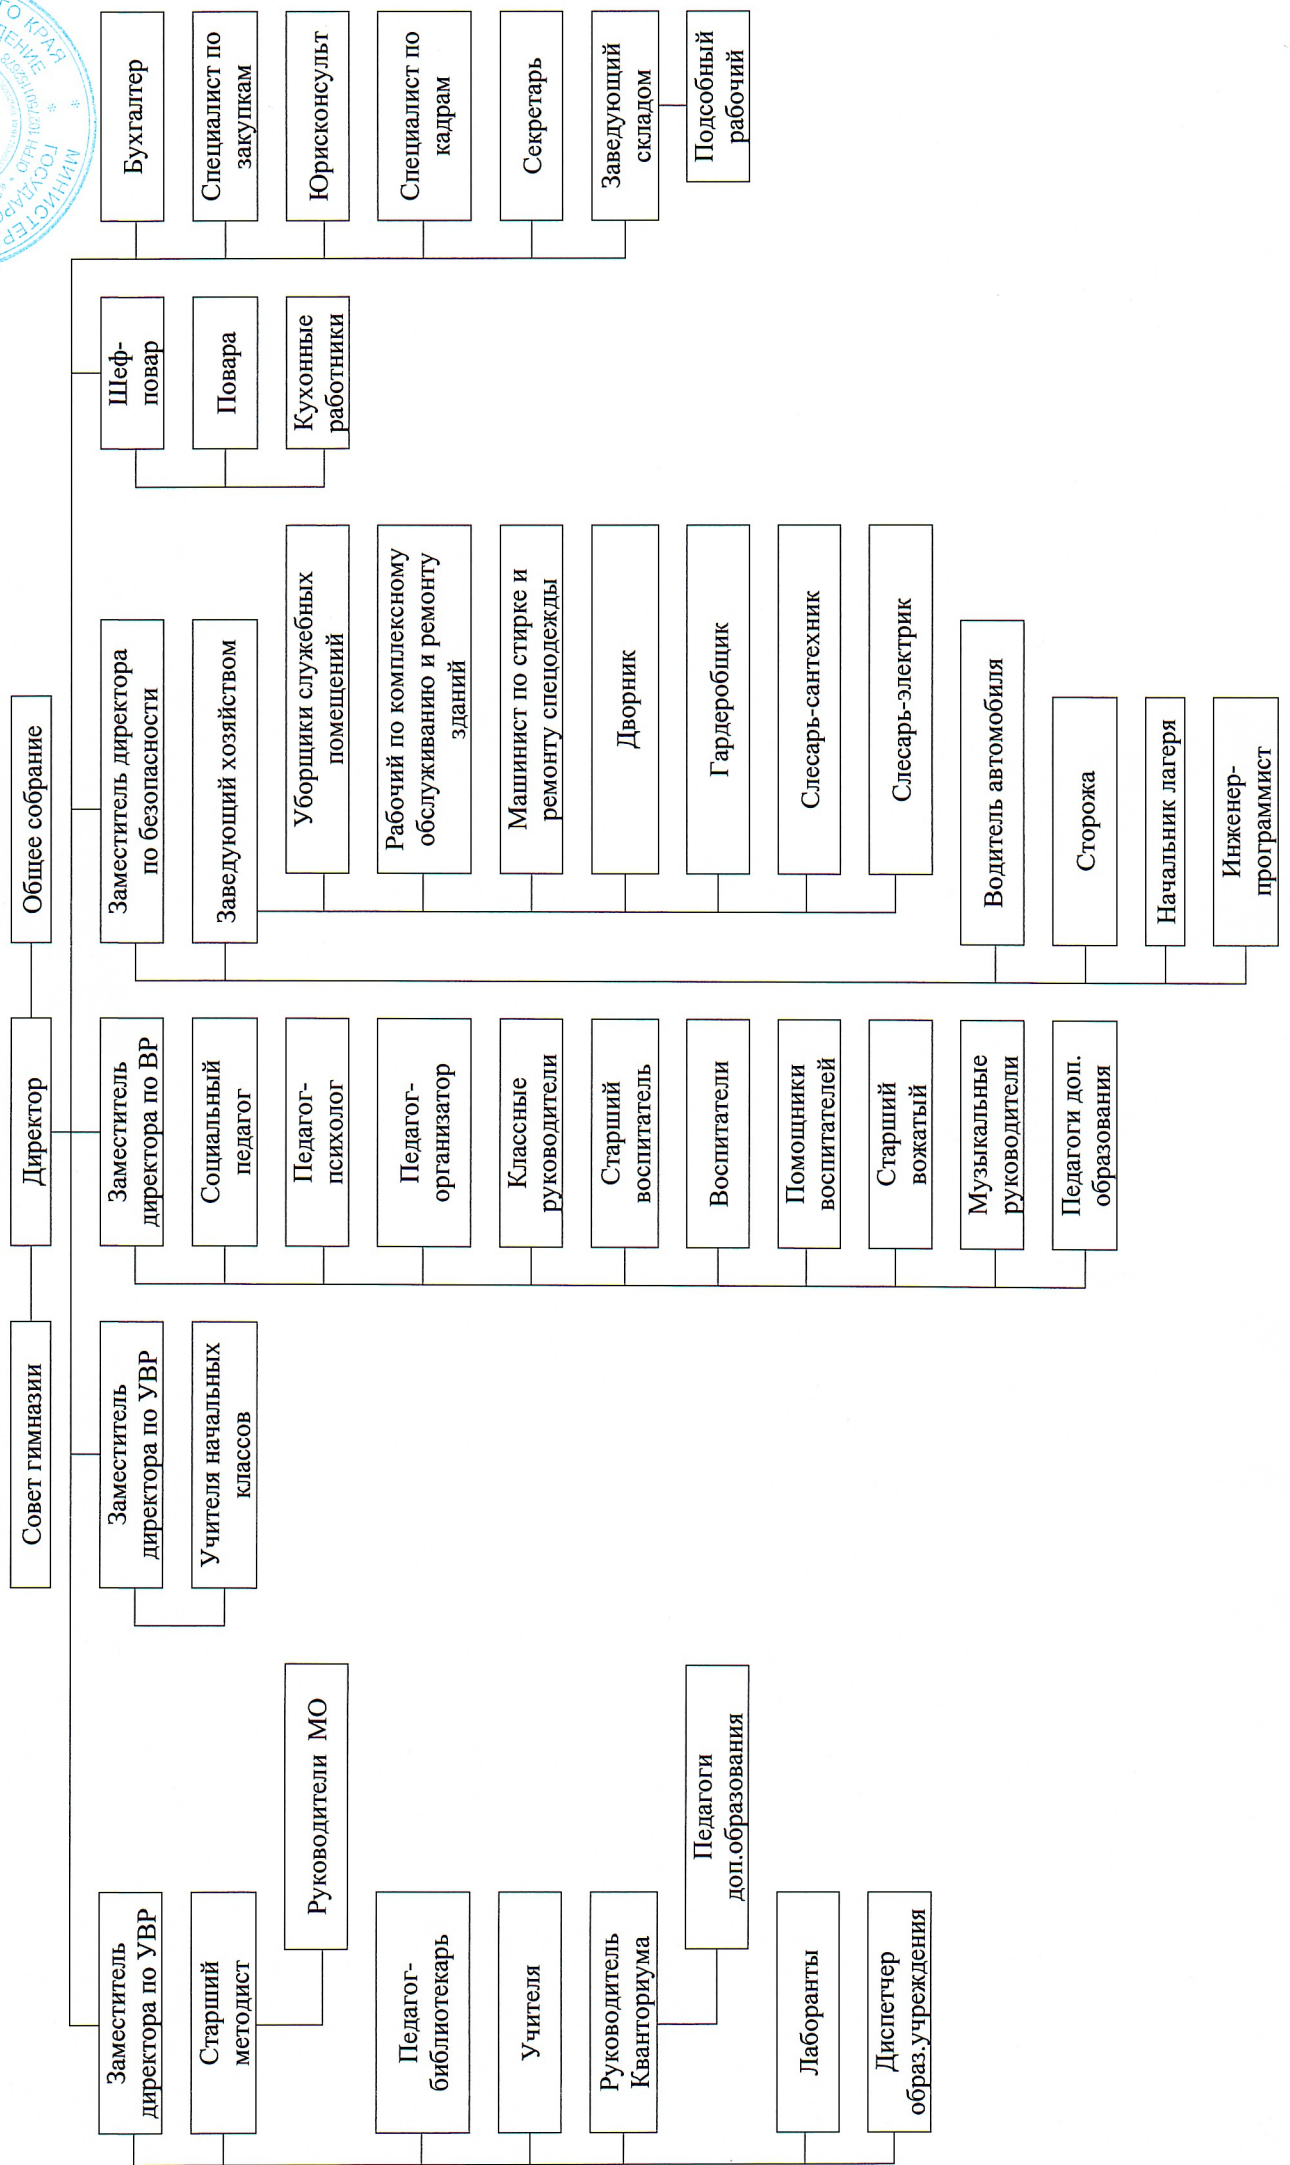 Совет гимназии
Директор
Общее собрание
Заместитель
директора по УВР
Старший
методист
Руководители МО
Педагог-
библиотекарь
Учителя
Руководитель
Кванториума
Педагоги
доп.образования
Лаборанты
Диспетчер
образ.учреждения
Заместитель
директора по УВР
Учителя начальных
классов
Заместитель
директора по ВР
Социальный
педагог
Педагог-
психолог
Педагог-
организатор
Классные
руководители
Старший
воспитатель
Воспитатели
Помощники
воспитателей
Старший
вожатый
Музыкальные
руководители
Педагоги доп.
образования
Заместитель директора
по безопасности
Заведующий хозяйством
Уборщики служебных
помещений
Рабочий по комплексному
обслуживанию и ремонту
зданий
Машинист по стирке и
ремонту спецодежды
Дворник
Гардеробщик
Слесарь-сантехник
Слесарь-электрик
Водитель автомобиля
Сторожа
Начальник лагеря
Инженер-
программист
Шеф-
повар
Повара
Кухонные
работники
Бухгалтер
Специалист по
закупкам
Юрисконсульт
Специалист по
кадрам
Секретарь
Заведующий
складом
Подсобный
рабочий
КРАЯ